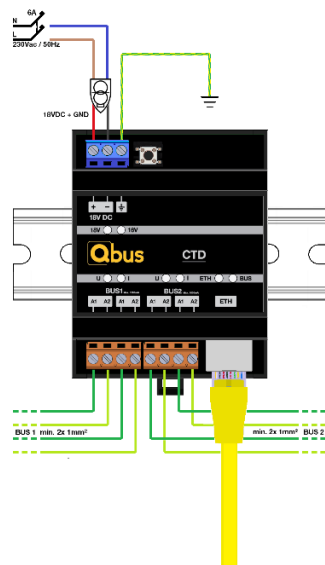 6A
N
L
230Vac / 50Hz
18VDC + GND
+ -
18V DC
18V 18V
Qbus CTD
U I U I ETH BUS
BUS1 BUS2
A1 A2 A1 A2 A1 A2 A1 A2 ETH
BUS 1 min. 2x 1mm² min. 2x 1mm² BUS 2